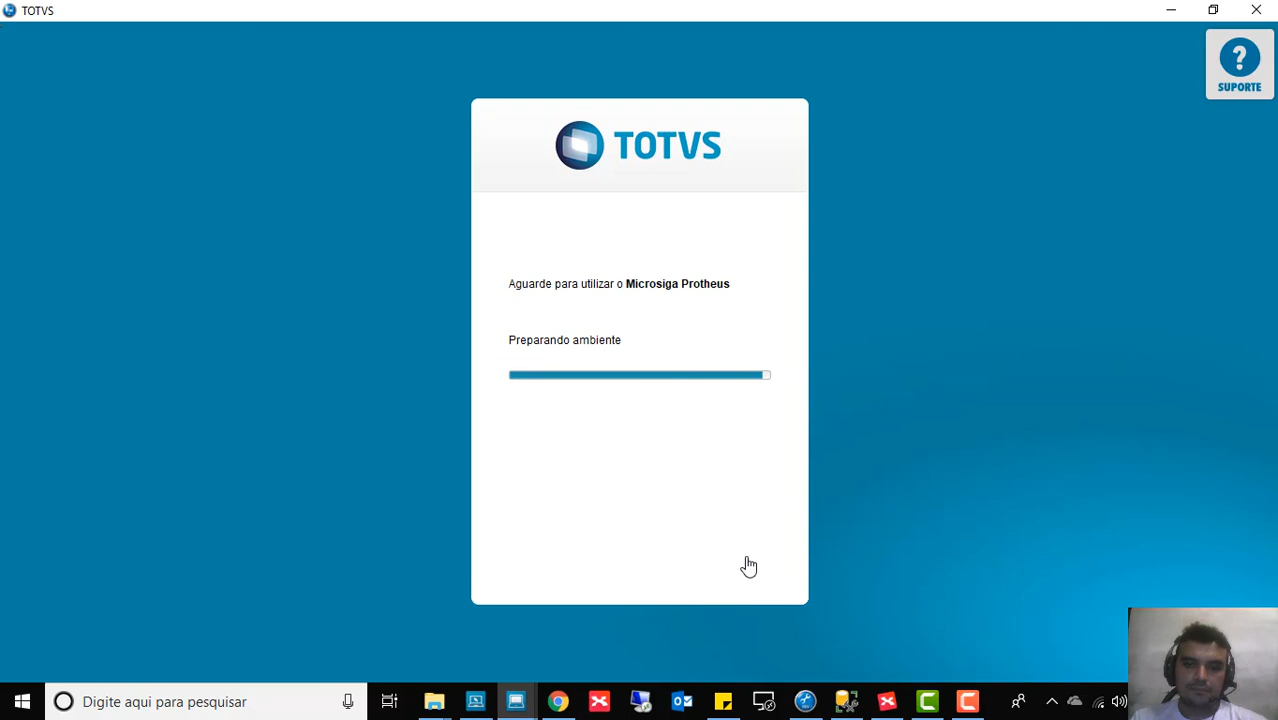 TOTVS
SUPORTE
TOTVS
Aguarde para utilizar o Microsiga Protheus
Preparando ambiente
Digite aqui para pesquisar